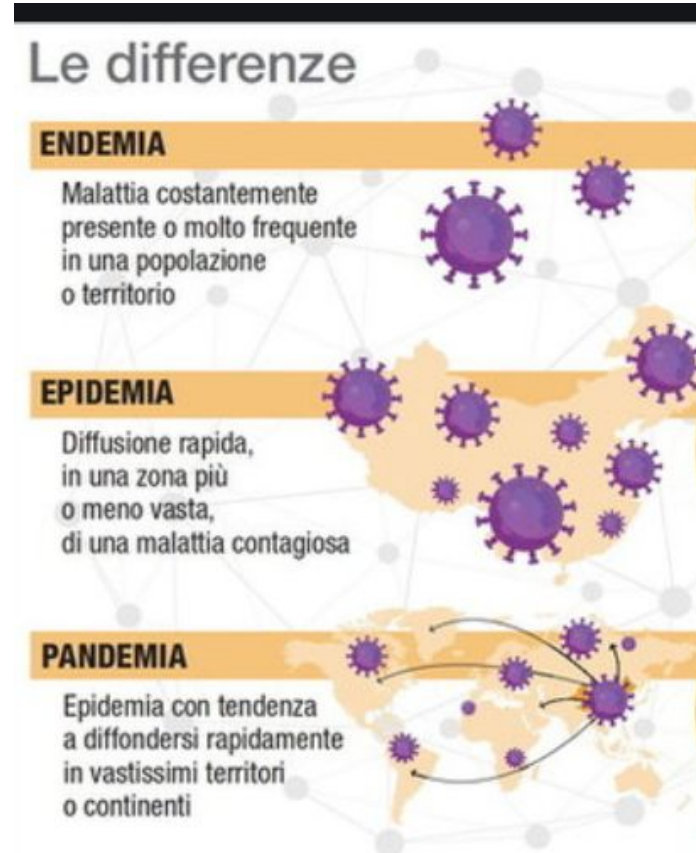 Le differenze
ENDEMIA
Malattia costantemente
presente o molto frequente
in una popolazione
o territorio
EPIDEMIA
Diffusione rapida,
in una zona più
o meno vasta,
di una malattia contagiosa
PANDEMIA
Epidemia con tendenza
a diffondersi rapidamente
in vastissimi territori
o continenti